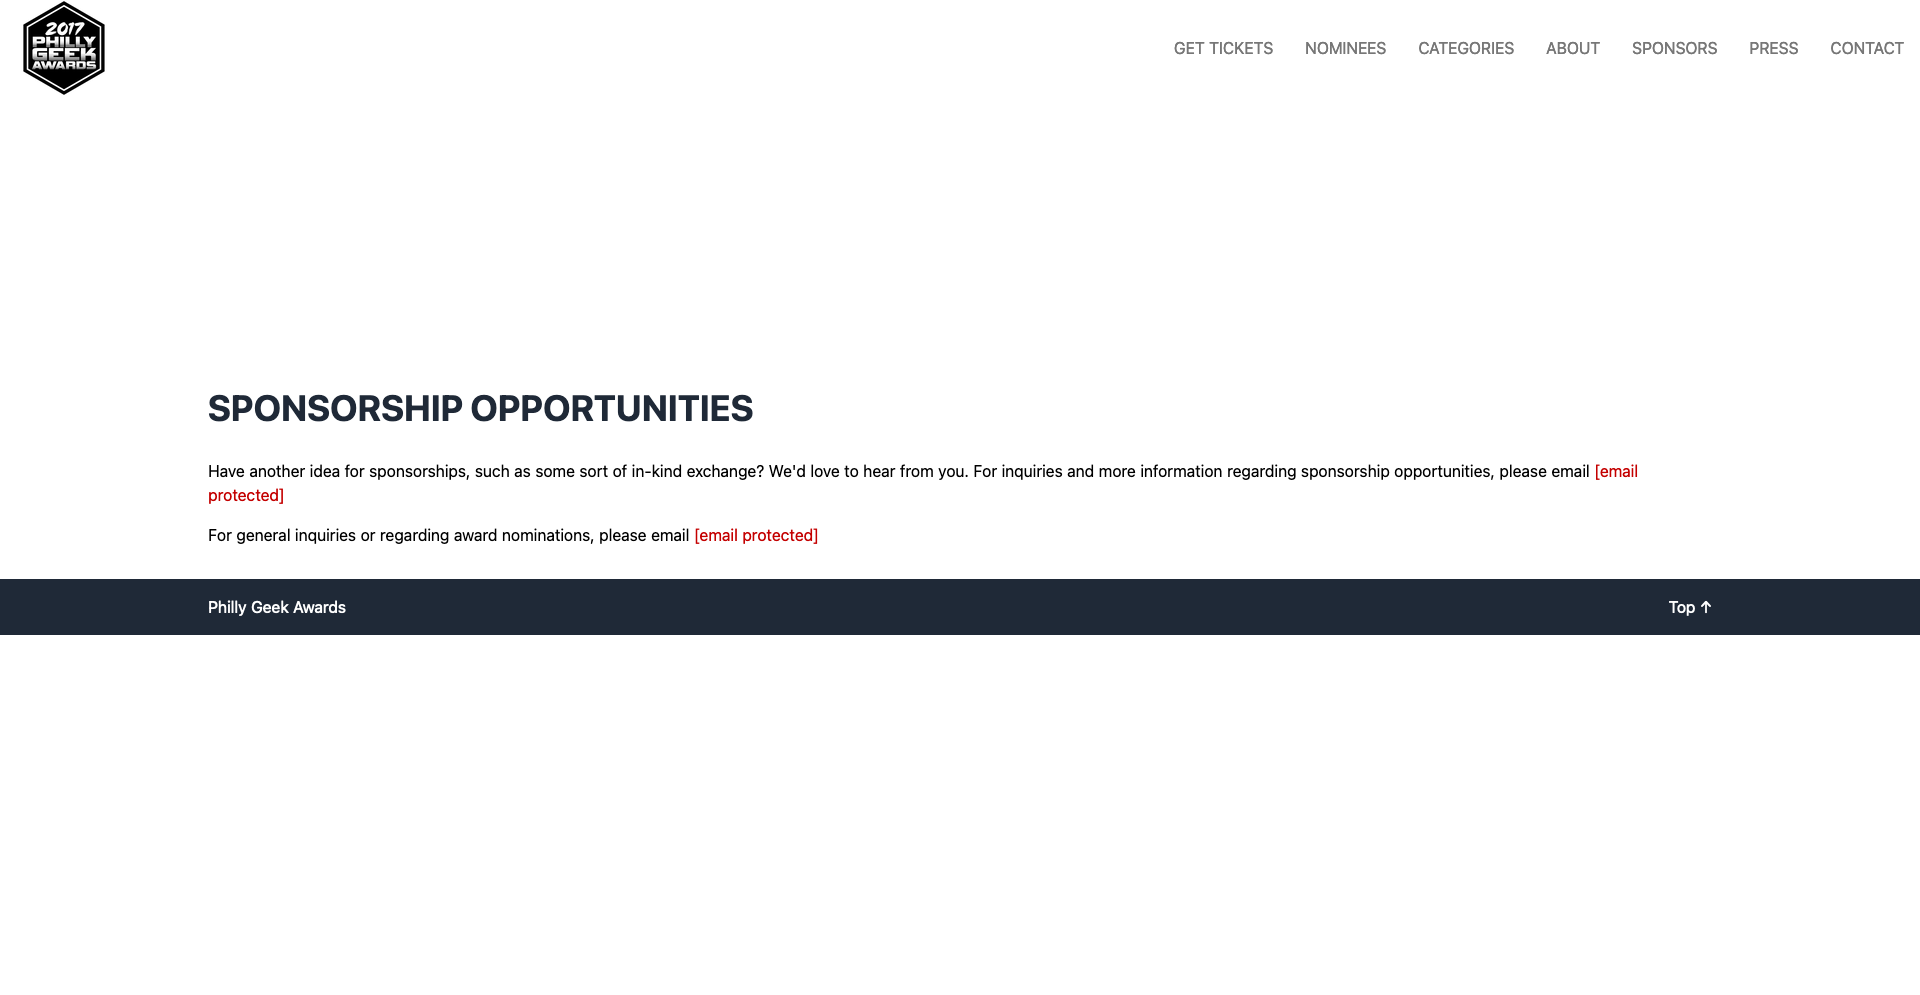 2017
PHILLY
GEEK
AWARDS
GET TICKETS
NOMINEES
CATEGORIES
ABOUT
SPONSORS
PRESS
CONTACT
SPONSORSHIP OPPORTUNITIES
Have another idea for sponsorships, such as some sort of in-kind exchange? We'd love to hear from you. For inquiries and more information regarding sponsorship opportunities, please email [email
protected]
For general inquiries or regarding award nominations, please email [email protected]
Philly Geek Awards
Top ↑